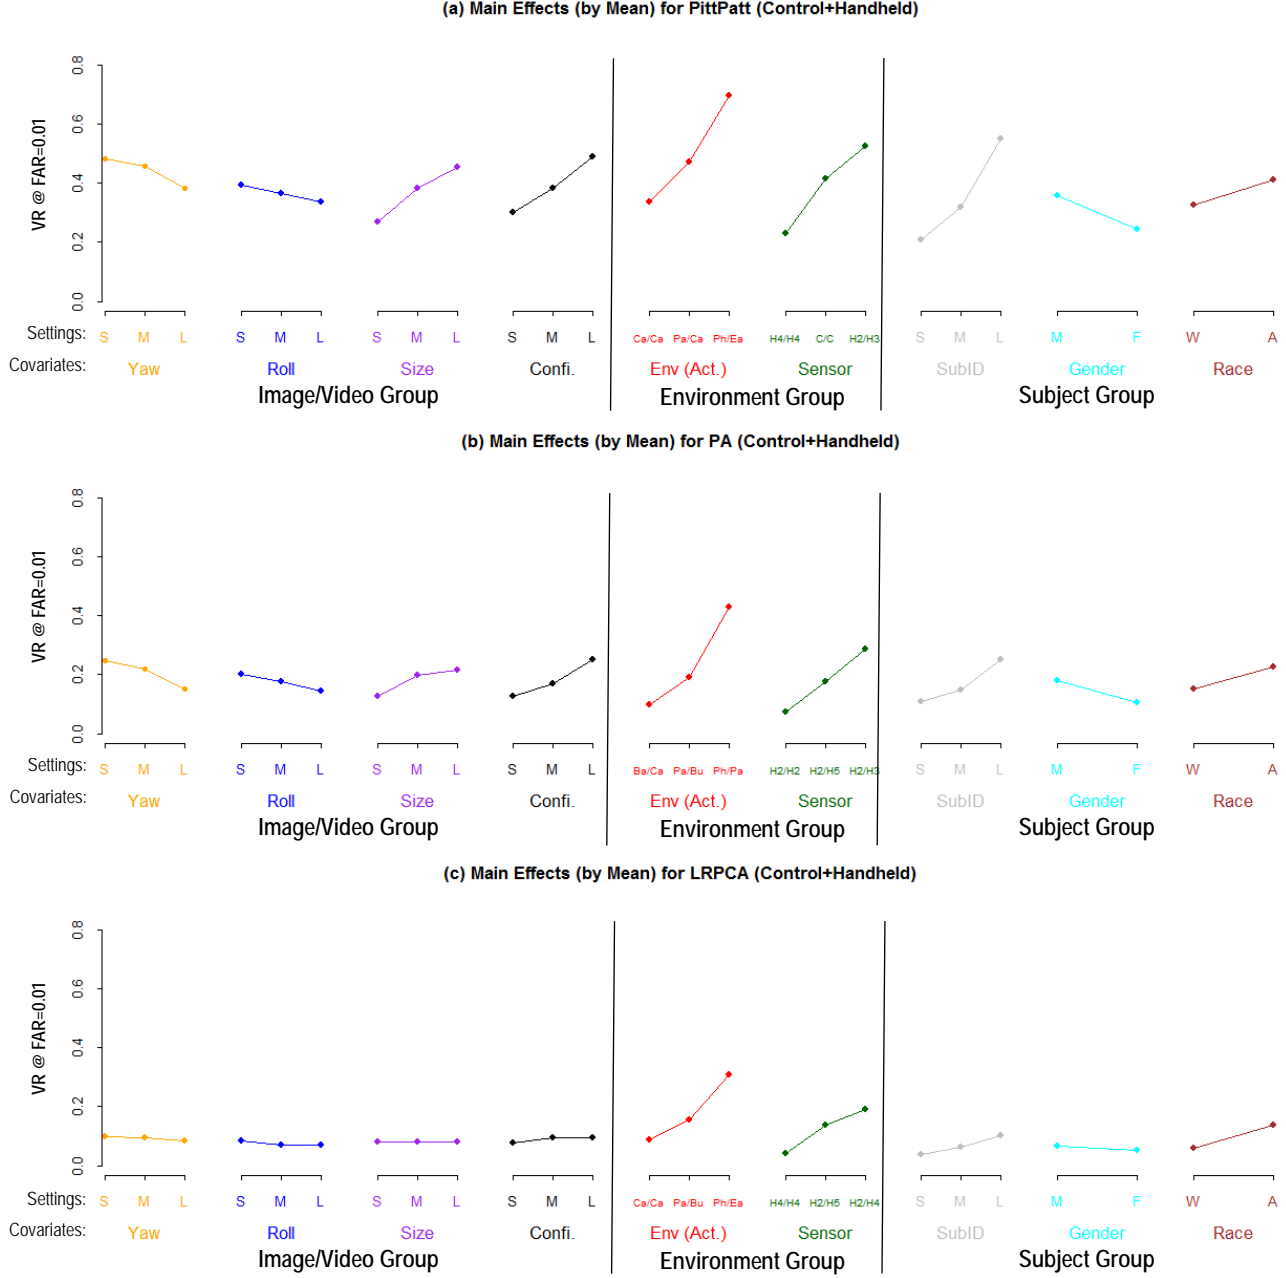 (a) Main Effects (by Mean) for PittPatt (Control+Handheld)
VR @ FAR=0.01
0.8
0.6
0.4
0.2
0.0
Settings: S M L S M L S M L S M L Ca/Ca Pa/Ca Ph/Ea H4/H4 C/C H2/H3 S M L M F W A
Covariates: Yaw Roll Size Confi. Env (Act.) Sensor SubID Gender Race
Image/Video Group Environment Group Subject Group
(b) Main Effects (by Mean) for PA (Control+Handheld)
VR @ FAR=0.01
0.8
0.6
0.4
0.2
0.0
Settings: S M L S M L S M L S M L Ba/Ca Pa/Bu Ph/Pa H2/H2 H2/H5 H2/H3 S M L M F W A
Covariates: Yaw Roll Size Confi. Env (Act.) Sensor SubID Gender Race
Image/Video Group Environment Group Subject Group
(c) Main Effects (by Mean) for LRPCA (Control+Handheld)
VR @ FAR=0.01
0.8
0.6
0.4
0.2
0.0
Settings: S M L S M L S M L S M L Ca/Ca Pa/Bu Ph/Ea H4/H4 H2/H5 H2/H4 S M L M F W A
Covariates: Yaw Roll Size Confi. Env (Act.) Sensor SubID Gender Race
Image/Video Group Environment Group Subject Group